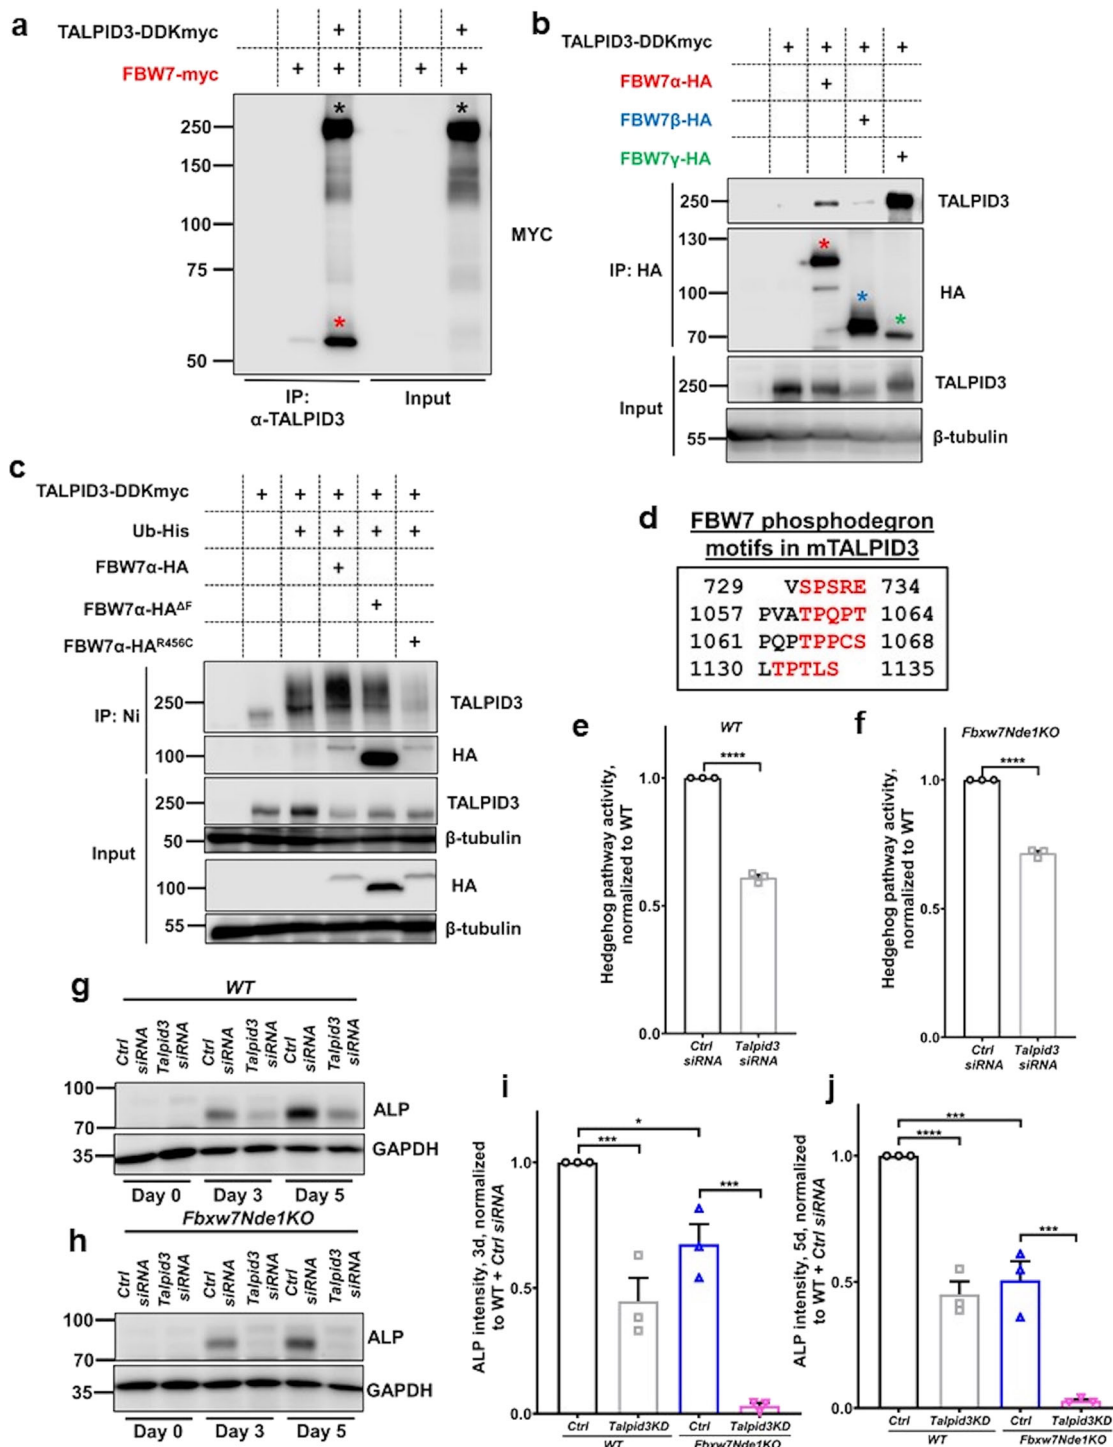 a
TALPID3-DDKmyc + +
FBW7-myc + + + +
*
*
250
150
100
75
50
*
MYC
IP:
α-TALPID3
Input
b
TALPID3-DDKmyc + + + +
FBW7α-HA +
FBW7β-HA +
FBW7γ-HA +
250
TALPID3
IP: HA
130
100
70
*
*
*
HA
Input
250
TALPID3
55
β-tubulin
c
TALPID3-DDKmyc + + + + +
Ub-His + + + +
FBW7α-HA +
FBW7α-HAΔF +
FBW7α-HAR456C +
IP: Ni
250
TALPID3
100
HA
Input
250
TALPID3
50
β-tubulin
100
HA
55
β-tubulin
d
FBW7 phosphodegron
motifs in mTALPID3
729 VSPSRE 734
1057 PVATPQPT 1064
1061 PQPTPPCS 1068
1130 LTPTLS 1135
e
WT
****
Hedgehog pathway activity,
normalized to WT
1.0
0.5
0.0
Ctrl
siRNA
Talpid3
siRNA
f
Fbxw7Nde1KO
****
Hedgehog pathway activity,
normalized to WT
1.0
0.5
0.0
Ctrl
siRNA
Talpid3
siRNA
g
WT
Ctrl
siRNA
Talpid3
siRNA
Ctrl
siRNA
Talpid3
siRNA
Ctrl
siRNA
Talpid3
siRNA
100
70
ALP
35
GAPDH
Day 0 Day 3 Day 5
h
Fbxw7Nde1KO
Ctrl
siRNA
Talpid3
siRNA
Ctrl
siRNA
Talpid3
siRNA
Ctrl
siRNA
Talpid3
siRNA
100
70
ALP
35
GAPDH
Day 0 Day 3 Day 5
i
ALP intensity, 3d, normalized
to WT + Ctrl siRNA
*
***
***
1.0
0.5
0.0
Ctrl Talpid3KD Ctrl Talpid3KD
WT Fbxw7Nde1KO
j
ALP intensity, 5d, normalized
to WT + Ctrl siRNA
***
****
***
1.0
0.5
0.0
Ctrl Talpid3KD Ctrl Talpid3KD
WT Fbxw7Nde1KO